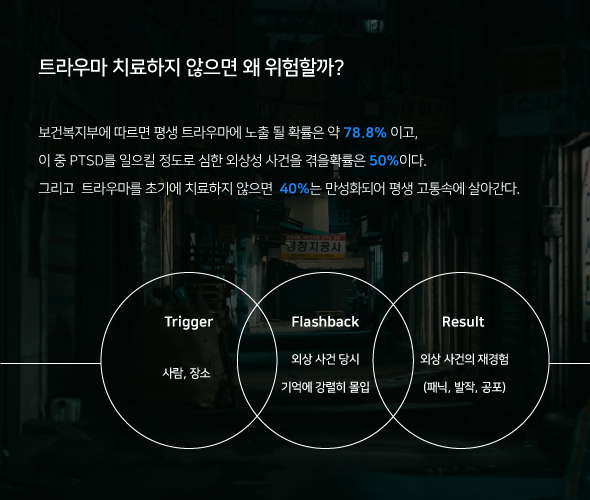 트라우마 치료하지 않으면 왜 위험할까?
보건복지부에 따르면 평생 트라우마에 노출 될 확률은 약 78.8% 이고,
이 중 PTSD를 일으킬 정도로 심한 외상성 사건을 겪을확률은 50%이다.
그리고 트라우마를 초기에 치료하지 않으면 40%는 만성화되어 평생 고통속에 살아간다.
Trigger
사람, 장소
Flashback
외상 사건 당시
기억에 강렬히 몰입
Result
외상 사건의 재경험
(패닉, 발작, 공포)